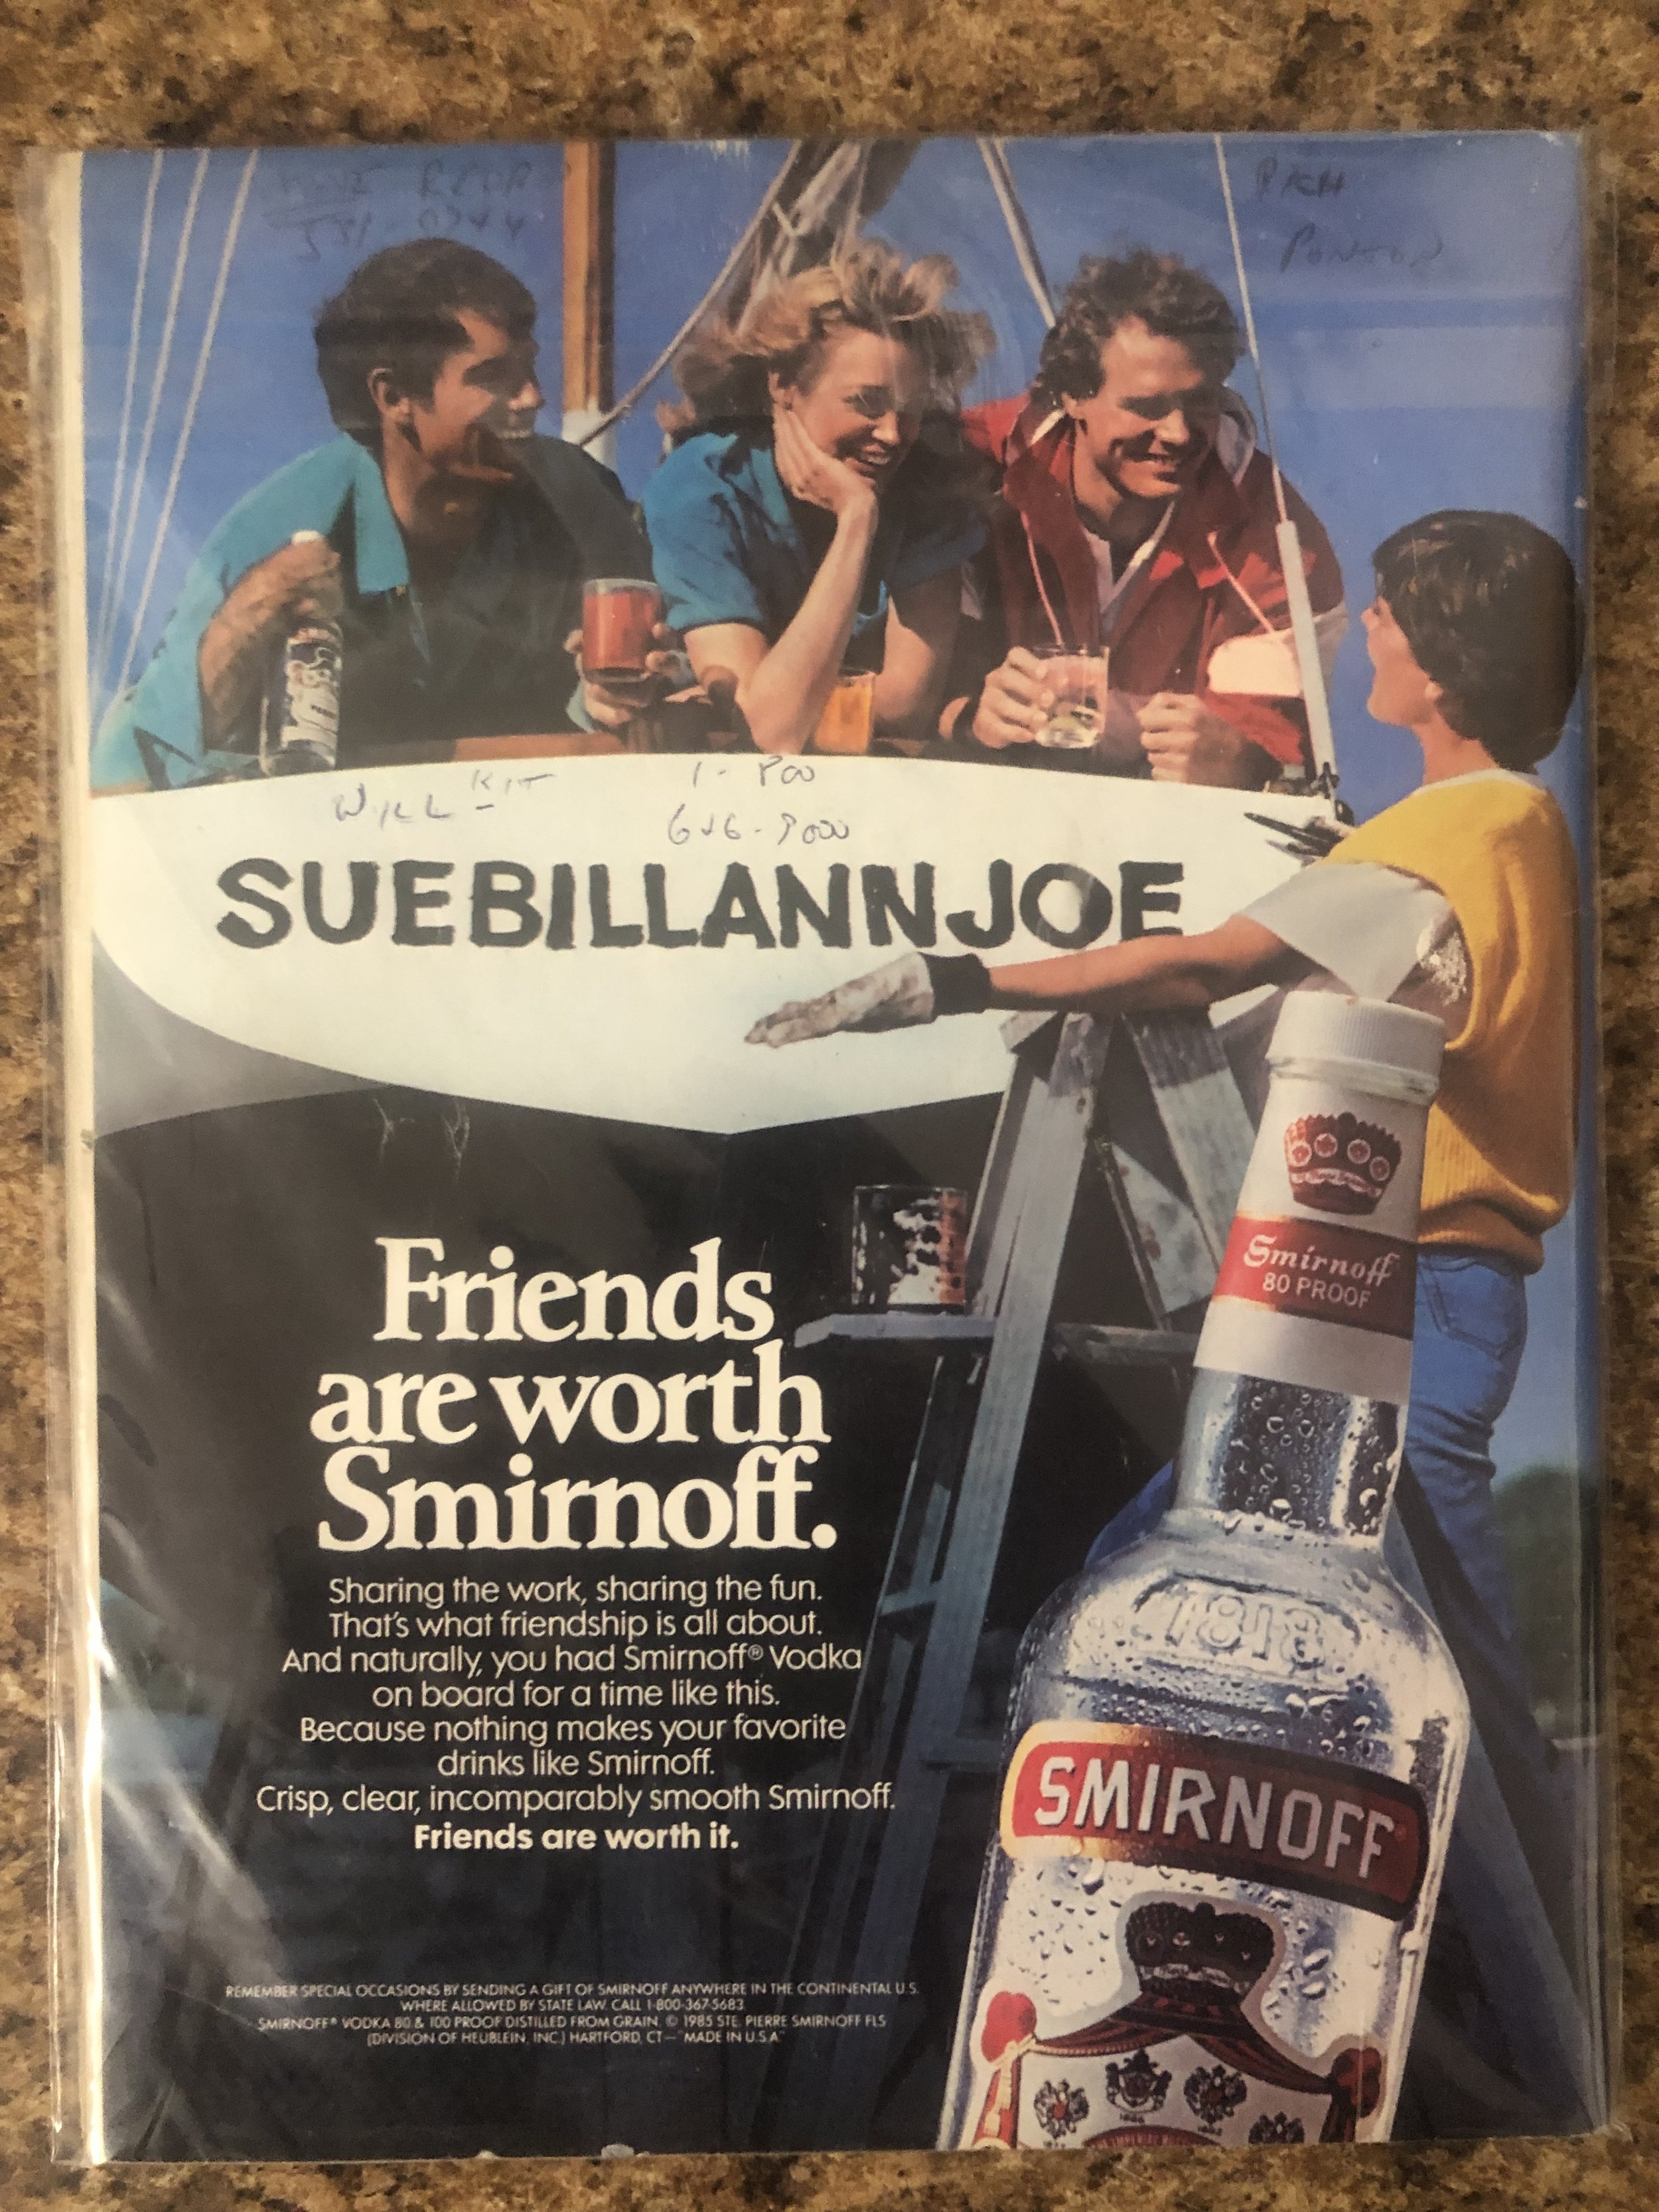 SUEBILLANNJOE
Smirnoff
80 PROOF
Friends
are worth
Smirnoff.
1818
Sharing the work, sharing the fun.
That's what friendship is all about.
And naturally, you had Smirnoff® Vodka
on board for a time like this.
Because nothing makes your favorite
drinks like Smirnoff.
Crisp, clear, incomparably smooth Smirnoff.
Friends are worth it.
SMIRNOFF
REMEMBER SPECIAL OCCASIONS BY SENDING A GIFT OF SMIRNOFF ANYWHERE IN THE CONTINENTAL U.S.
WHERE ALLOWED BY STATE LAW. CALL 1-800-367-5683.
SMIRNOFF® VODKA 80 & 100 PROOF DISTILLED FROM GRAIN. © 1985 STE. PIERRE SMIRNOFF FLS
(DIVISION OF HEUBLEIN, INC.) HARTFORD, CT—"MADE IN U.S.A."